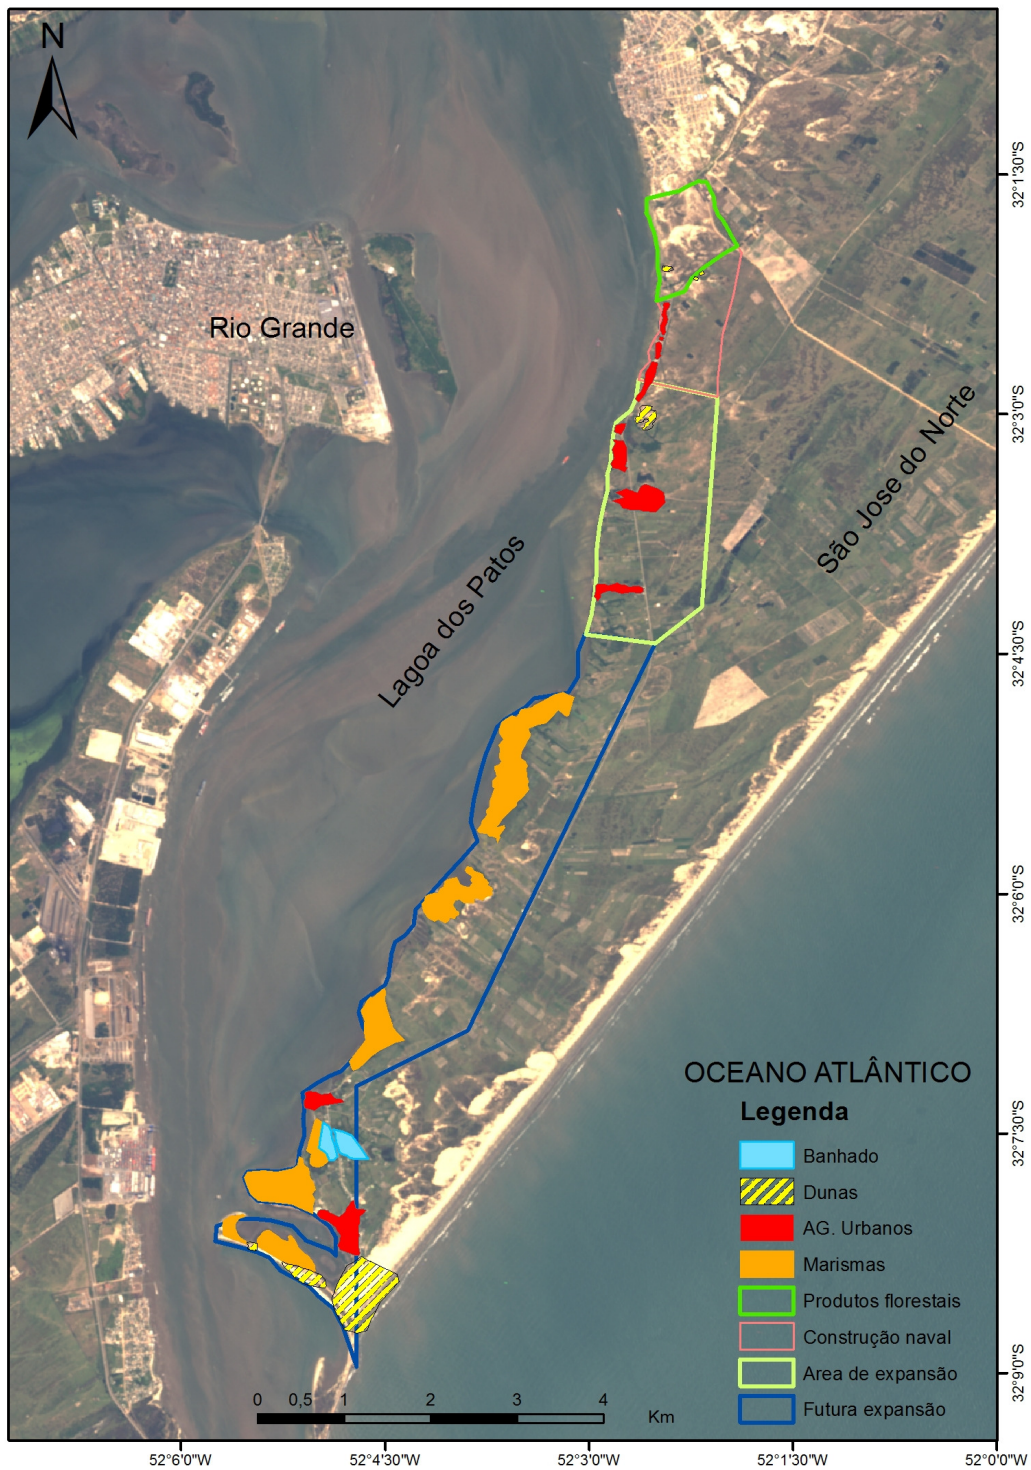 N
Rio Grande
Lagoa dos Patos
São Jose do Norte
OCEANO ATLÂNTICO
Legenda
Banhado
Dunas
AG. Urbanos
Marismas
Produtos florestais
Construção naval
Area de expansão
Futura expansão
0 0,5 1 2 3 4
Km
32°1'30"S
32°3'0"S
32°4'30"S
32°6'0"S
32°7'30"S
32°9'0"S
52°6'0"W 52°4'30"W 52°3'0"W 52°1'30"W 52°0'0"W